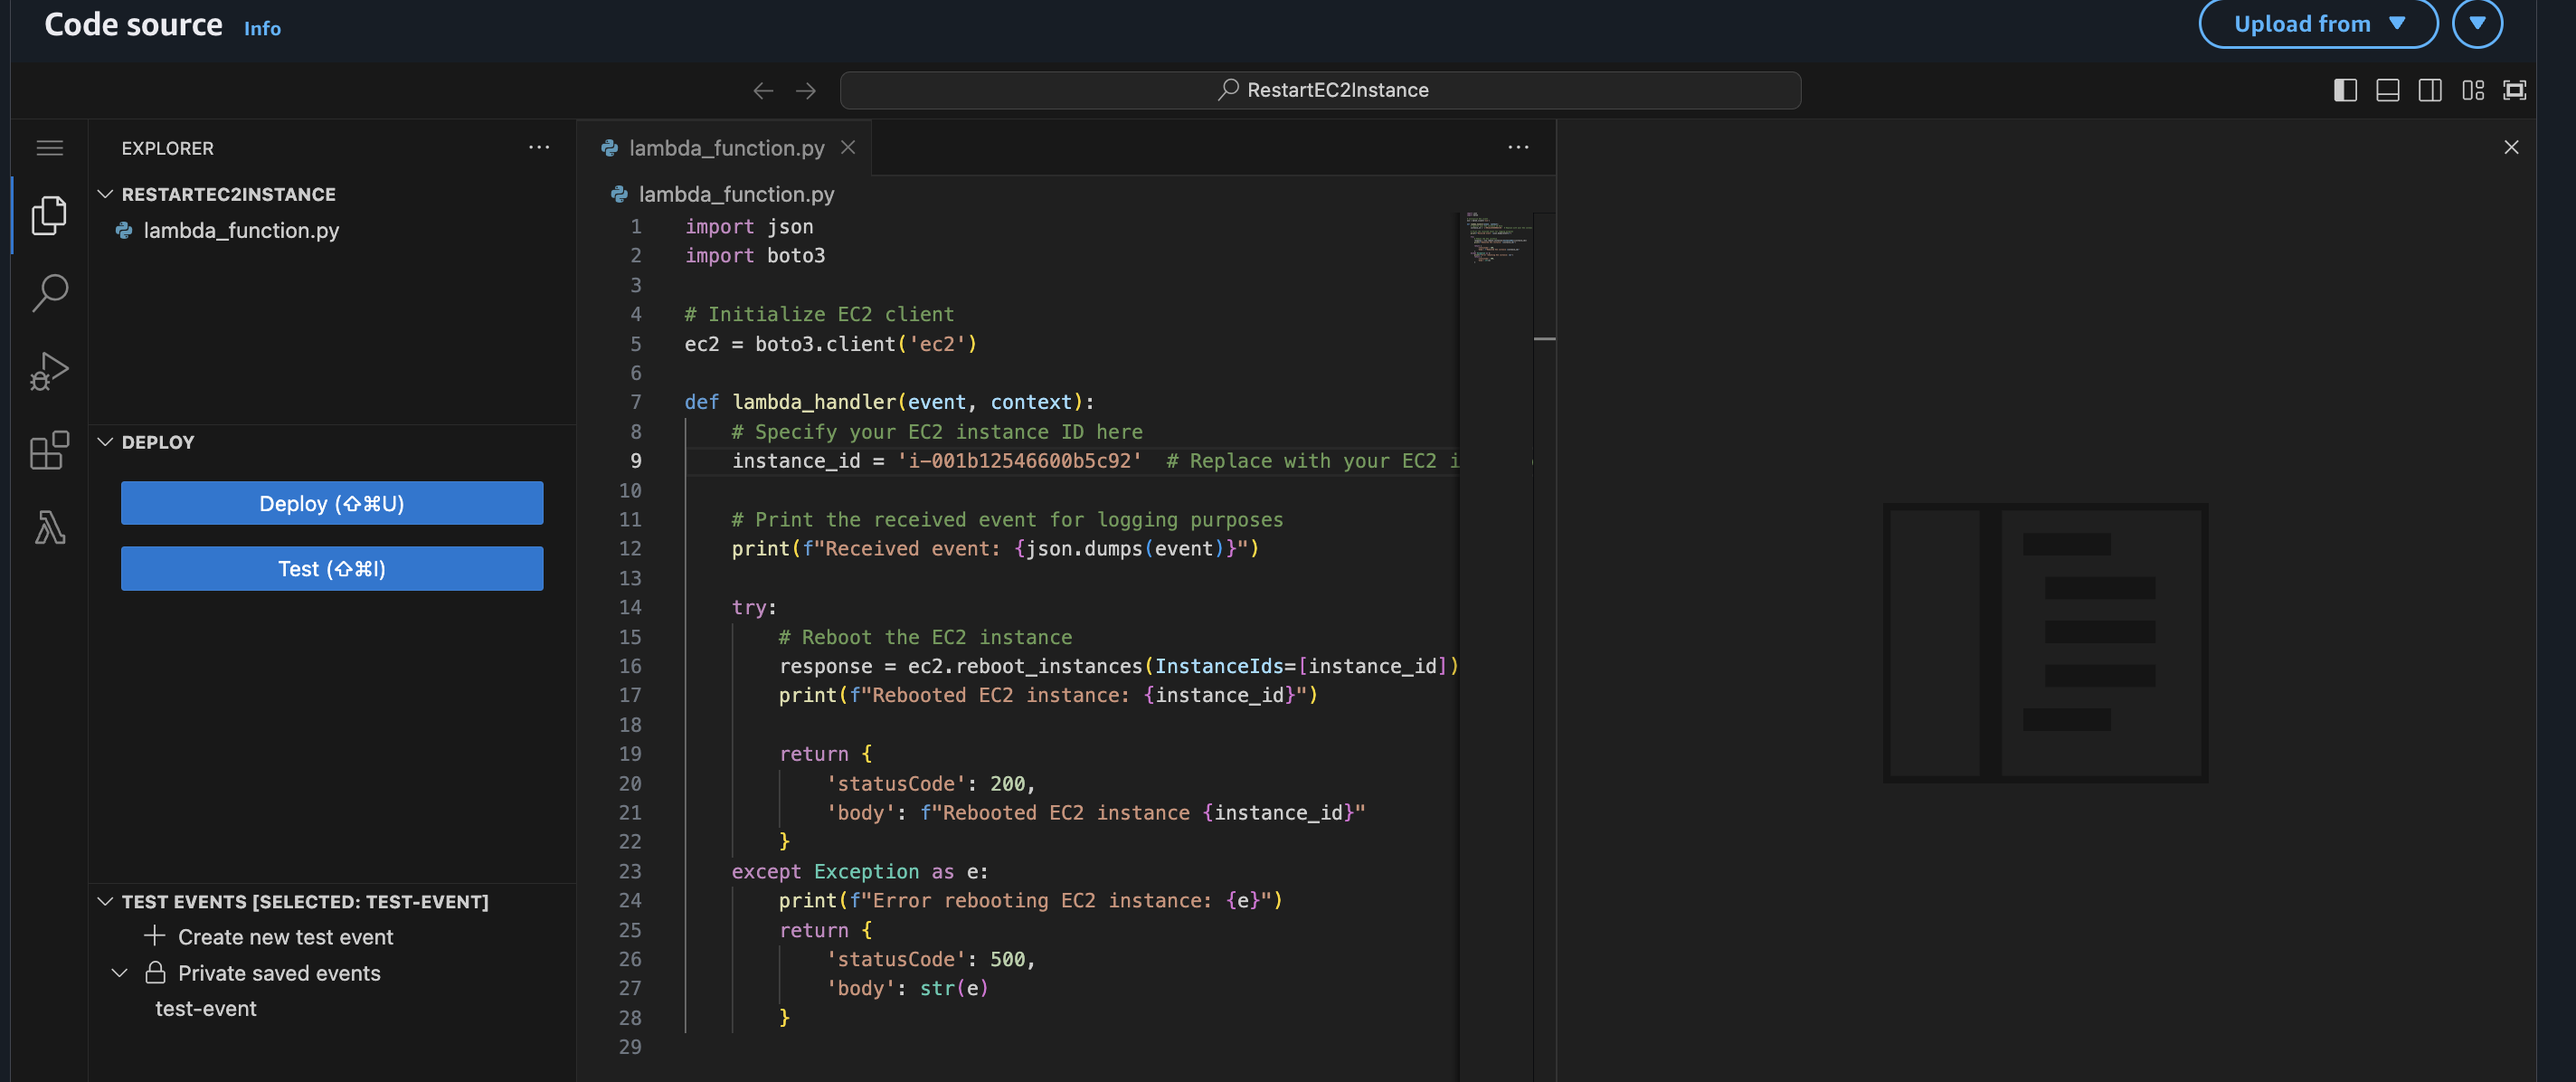 Code source Info
Upload from
RestartEC2Instance
EXPLORER
RESTARTEC2INSTANCE
lambda_function.py
DEPLOY
Deploy (⇧⌘U)
Test (⇧⌘I)
TEST EVENTS [SELECTED: TEST-EVENT]
Create new test event
Private saved events
test-event
lambda_function.py
lambda_function.py
1 import json
2 import boto3
3
4 # Initialize EC2 client
5 ec2 = boto3.client('ec2')
6
7 def lambda_handler(event, context):
8     # Specify your EC2 instance ID here
9     instance_id = 'i-001b12546600b5c92'  # Replace with your EC2 i
10
11     # Print the received event for logging purposes
12     print(f"Received event: {json.dumps(event)}")
13
14     try:
15         # Reboot the EC2 instance
16         response = ec2.reboot_instances(InstanceIds=[instance_id])
17         print(f"Rebooted EC2 instance: {instance_id}")
18
19         return {
20             'statusCode': 200,
21             'body': f"Rebooted EC2 instance {instance_id}"
22         }
23     except Exception as e:
24         print(f"Error rebooting EC2 instance: {e}")
25         return {
26             'statusCode': 500,
27             'body': str(e)
28         }
29